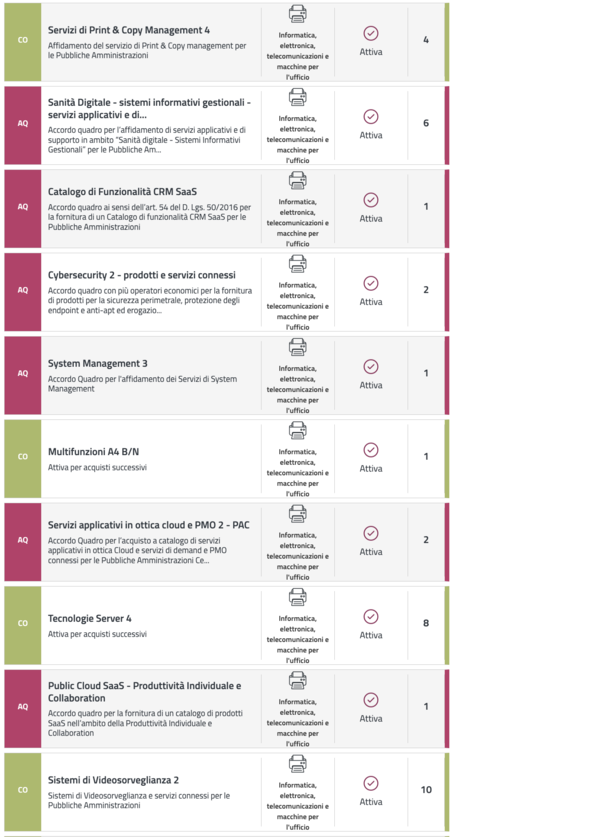 CO
Servizi di Print & Copy Management 4
Affidamento del servizio di Print & Copy management per
le Pubbliche Amministrazioni
Informatica,
elettronica,
telecomunicazioni e
macchine per
l'ufficio
Attiva
4
AQ
Sanità Digitale - sistemi informativi gestionali -
servizi applicativi e di...
Accordo quadro per l'affidamento di servizi applicativi e di
supporto in ambito "Sanità digitale - Sistemi Informativi
Gestionali" per le Pubbliche Am...
Informatica,
elettronica,
telecomunicazioni e
macchine per
l'ufficio
Attiva
6
AQ
Catalogo di Funzionalità CRM SaaS
Accordo quadro ai sensi dell'art. 54 del D. Lgs. 50/2016 per
la fornitura di un Catalogo di funzionalità CRM SaaS per le
Pubbliche Amministrazioni
Informatica,
elettronica,
telecomunicazioni e
macchine per
l'ufficio
Attiva
1
AQ
Cybersecurity 2 - prodotti e servizi connessi
Accordo quadro con più operatori economici per la fornitura
di prodotti per la sicurezza perimetrale, protezione degli
endpoint e anti-apt ed erogazio...
Informatica,
elettronica,
telecomunicazioni e
macchine per
l'ufficio
Attiva
2
AQ
System Management 3
Accordo Quadro per l'affidamento dei Servizi di System
Management
Informatica,
elettronica,
telecomunicazioni e
macchine per
l'ufficio
Attiva
1
CO
Multifunzioni A4 B/N
Attiva per acquisti successivi
Informatica,
elettronica,
telecomunicazioni e
macchine per
l'ufficio
Attiva
1
AQ
Servizi applicativi in ottica cloud e PMO 2 - PAC
Accordo Quadro per l'acquisto a catalogo di servizi
applicativi in ottica Cloud e servizi di demand e PMO
connessi per le Pubbliche Amministrazioni Ce...
Informatica,
elettronica,
telecomunicazioni e
macchine per
l'ufficio
Attiva
2
CO
Tecnologie Server 4
Attiva per acquisti successivi
Informatica,
elettronica,
telecomunicazioni e
macchine per
l'ufficio
Attiva
8
AQ
Public Cloud SaaS - Produttività Individuale e
Collaboration
Accordo quadro per la fornitura di un catalogo di prodotti
SaaS nell'ambito della Produttività Individuale e
Collaboration
Informatica,
elettronica,
telecomunicazioni e
macchine per
l'ufficio
Attiva
1
CO
Sistemi di Videosorveglianza 2
Sistemi di Videosorveglianza e servizi connessi per le
Pubbliche Amministrazioni
Informatica,
elettronica,
telecomunicazioni e
macchine per
l'ufficio
Attiva
10